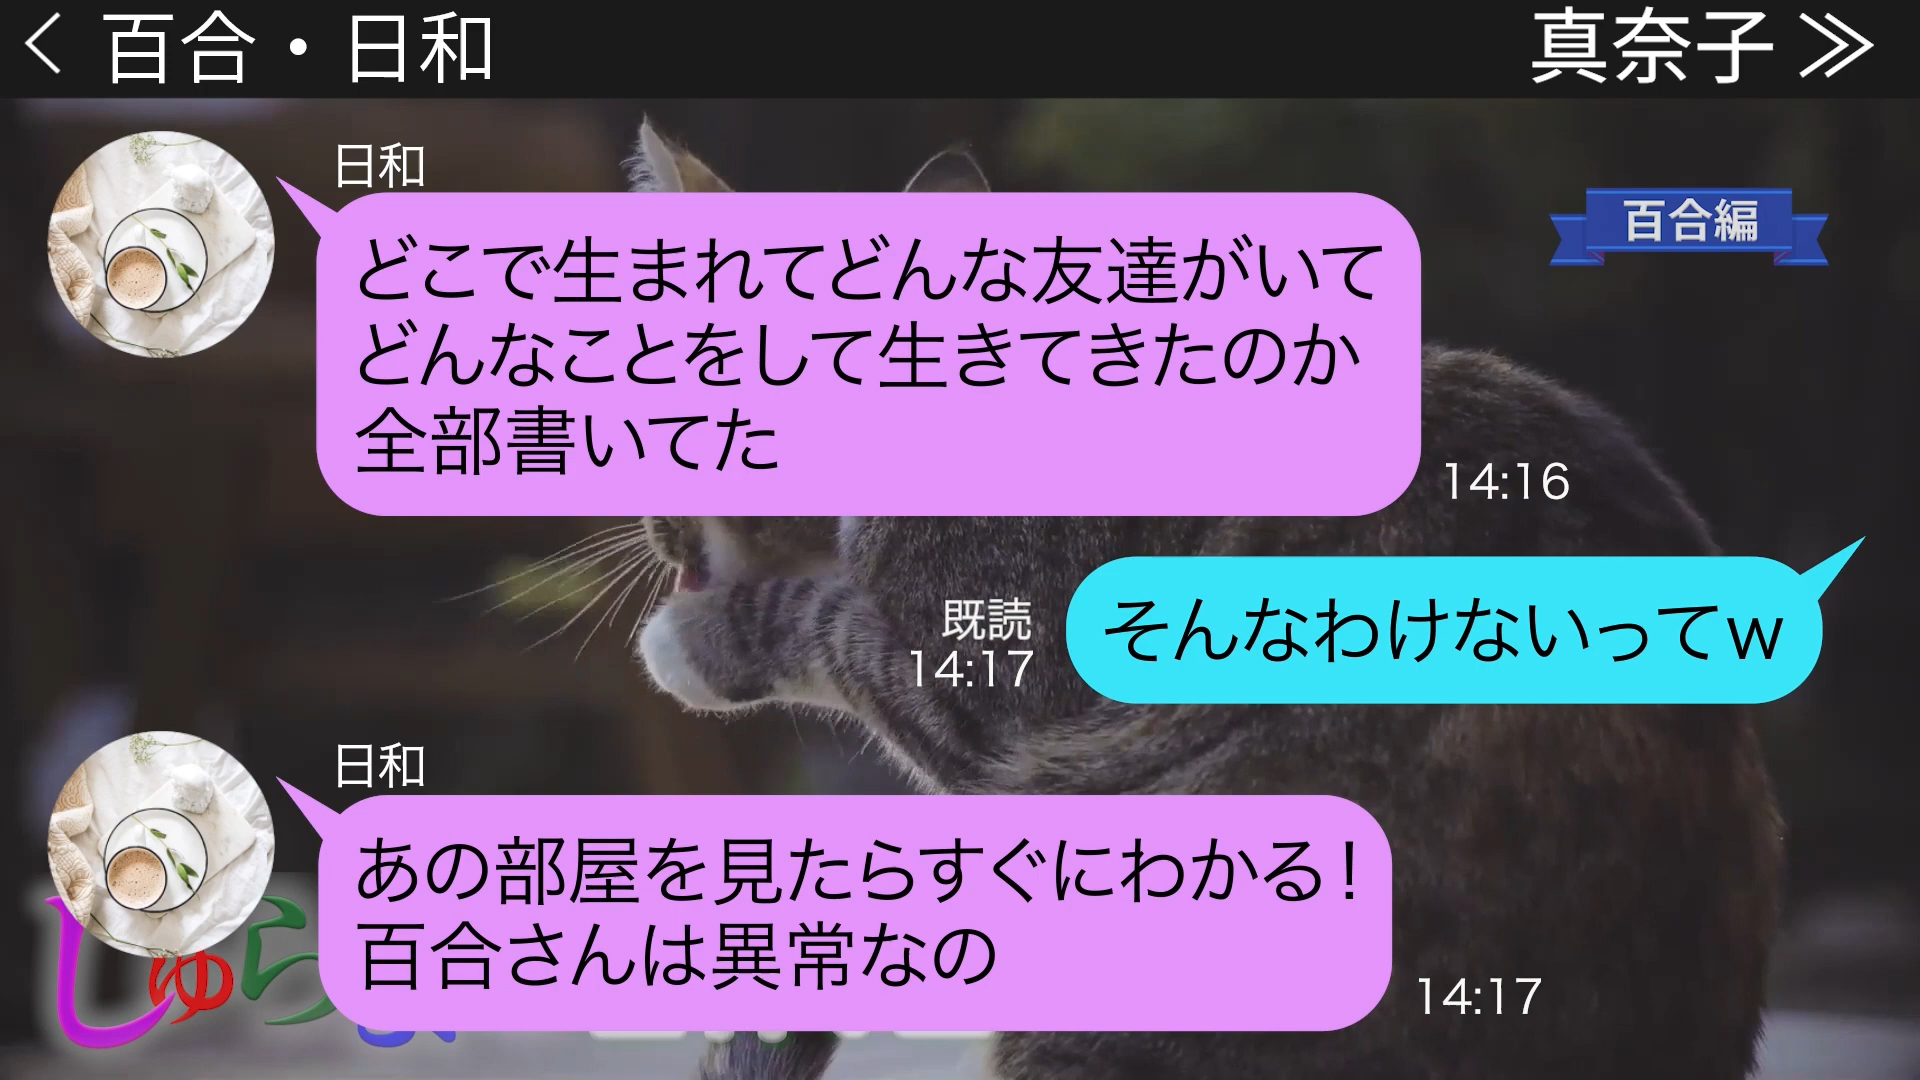 百合・日和
真奈子
日和
百合編
どこで生まれてどんな友達がいて
どんなことをして生きてきたのか
全部書いてた
14:16
そんなわけないってw
既読
14:17
日和
あの部屋を見たらすぐにわかる！
百合さんは異常なの
14:17
しゅら